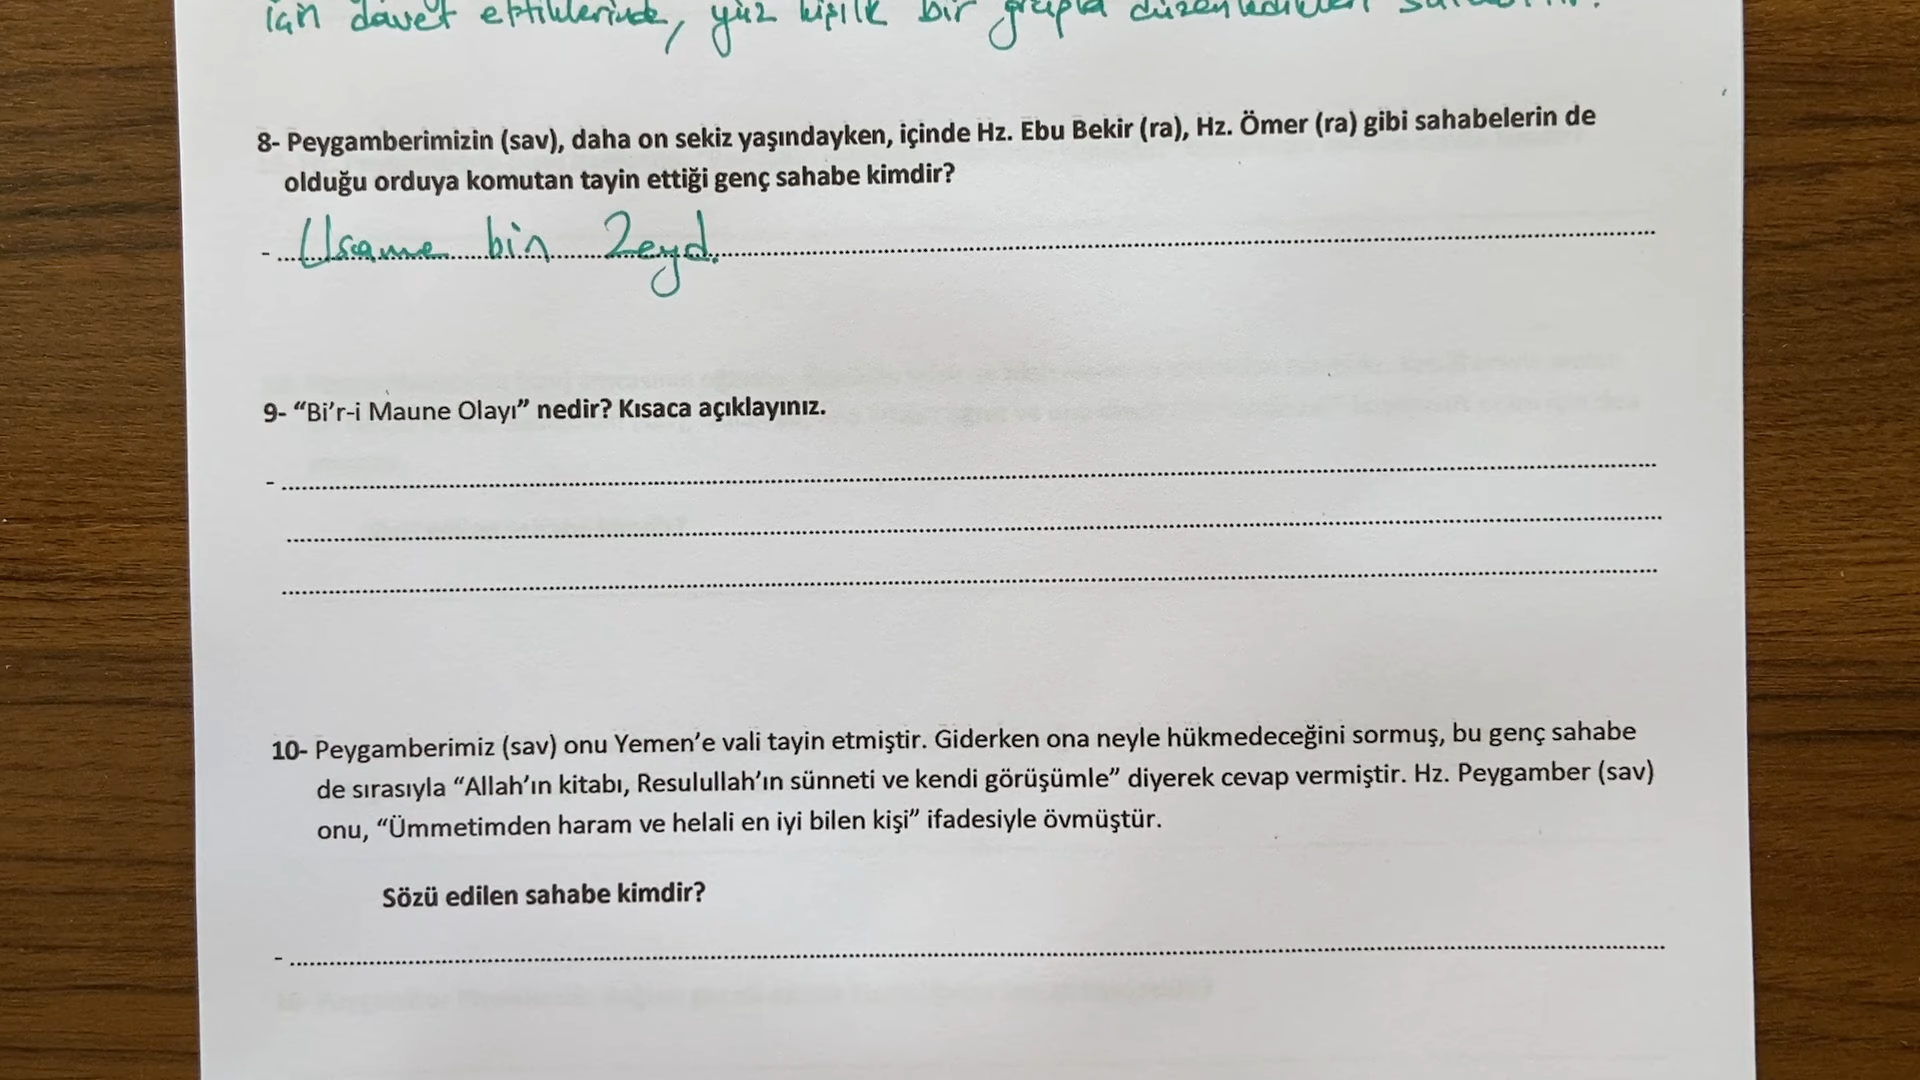 için davet ettiklerinde, yüz kişilik bir grupla düzenledikleri
8- Peygamberimizin (sav), daha on sekiz yaşındayken, içinde Hz. Ebu Bekir (ra), Hz. Ömer (ra) gibi sahabelerin de
olduğu orduya komutan tayin ettiği genç sahabe kimdir?
- Usame bin Zeyd.
9- “Bi’r-i Maune Olayı” nedir? Kısaca açıklayınız.
-
10- Peygamberimiz (sav) onu Yemen’e vali tayin etmiştir. Giderken ona neyle hükmedeceğini sormuş, bu genç sahabe
de sırasıyla “Allah’ın kitabı, Resulullah’ın sünneti ve kendi görüşümle” diyerek cevap vermiştir. Hz. Peygamber (sav)
onu, “Ümmetimden haram ve helali en iyi bilen kişi” ifadesiyle övmüştür.
Sözü edilen sahabe kimdir?
-